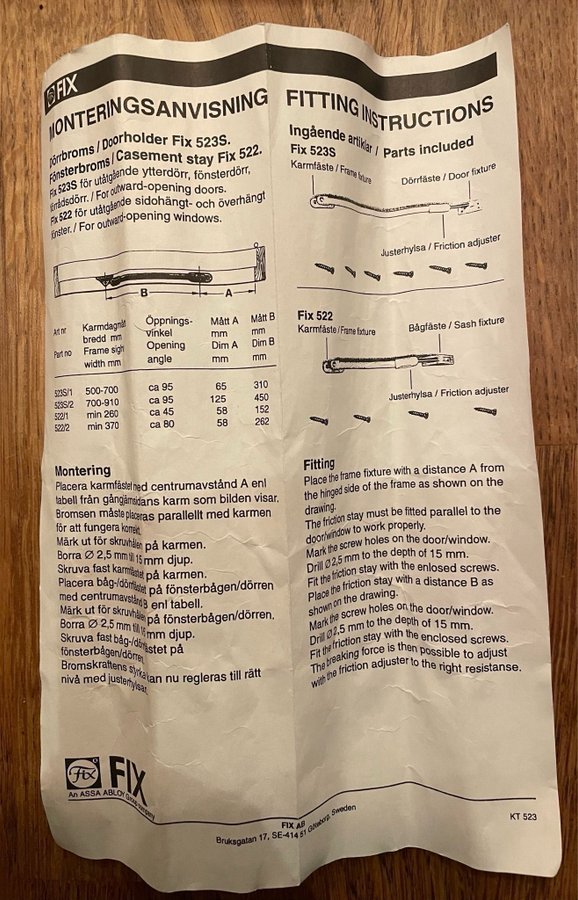 FIX
MONTERINGSANVISNING
Dörrbroms / Doorholder Fix 523S.
Fönsterbroms / Casement stay Fix 522.
Fix 523S för utåtgående ytterdörr, fönsterdörr,
förrådsdörr. / For outward-opening doors.
Fix 522 för utåtgående sidohängt- och överhängt
fönster. / For outward-opening windows.
B A
Art nr Karmdagmått Öppnings- Mått A Mått B
bredd mm vinkel mm mm
Part no Frame sight Opening Dim A Dim B
width mm angle mm mm
523S/1 500-700 ca 95 65 310
523S/2 700-910 ca 95 125 450
522/1 min 260 ca 45 58 152
522/2 min 370 ca 80 58 262
Montering
Placera karmfästet med centrumavstånd A enl
tabell från gångjärnsidans karm som bilden visar.
Bromsen måste placeras parallellt med karmen
för att fungera korrekt.
Märk ut för skruvhålen på karmen.
Borra Ø 2,5 mm till 15 mm djup.
Skruva fast karmfästet på karmen.
Placera båg-/dörrfästet på fönsterbågen/dörren
med centrumavstånd B enl tabell.
Märk ut för skruvhålen på fönsterbågen/dörren.
Borra Ø 2,5 mm till 15 mm djup.
Skruva fast båg-/dörrfästet på
fönsterbågen/dörren.
Bromskraftens styrka kan nu regleras till rätt
nivå med justerhylsan.
FITTING INSTRUCTIONS
Ingående artiklar / Parts included
Fix 523S
Karmfäste / Frame fixture
Dörrfäste / Door fixture
Justerhylsa / Friction adjuster
Fix 522
Karmfäste / Frame fixture
Bågfäste / Sash fixture
Justerhylsa / Friction adjuster
Fitting
Place the frame fixture with a distance A from
the hinged side of the frame as shown on the
drawing.
The friction stay must be fitted parallel to the
door/window to work properly.
Mark the screw holes on the door/window.
Drill Ø 2,5 mm to the depth of 15 mm.
Fit the friction stay with the enlosed screws.
Place the friction stay with a distance B as
shown on the drawing.
Mark the screw holes on the door/window.
Drill Ø 2,5 mm to the depth of 15 mm.
Fit the friction stay with the enclosed screws.
The breaking force is then possible to adjust
with the friction adjuster to the right resistanse.
Fix FIX
An ASSA ABLOY Group company
FIX AB
Bruksgatan 17, SE-414 51 Göteborg, Sweden
KT 523